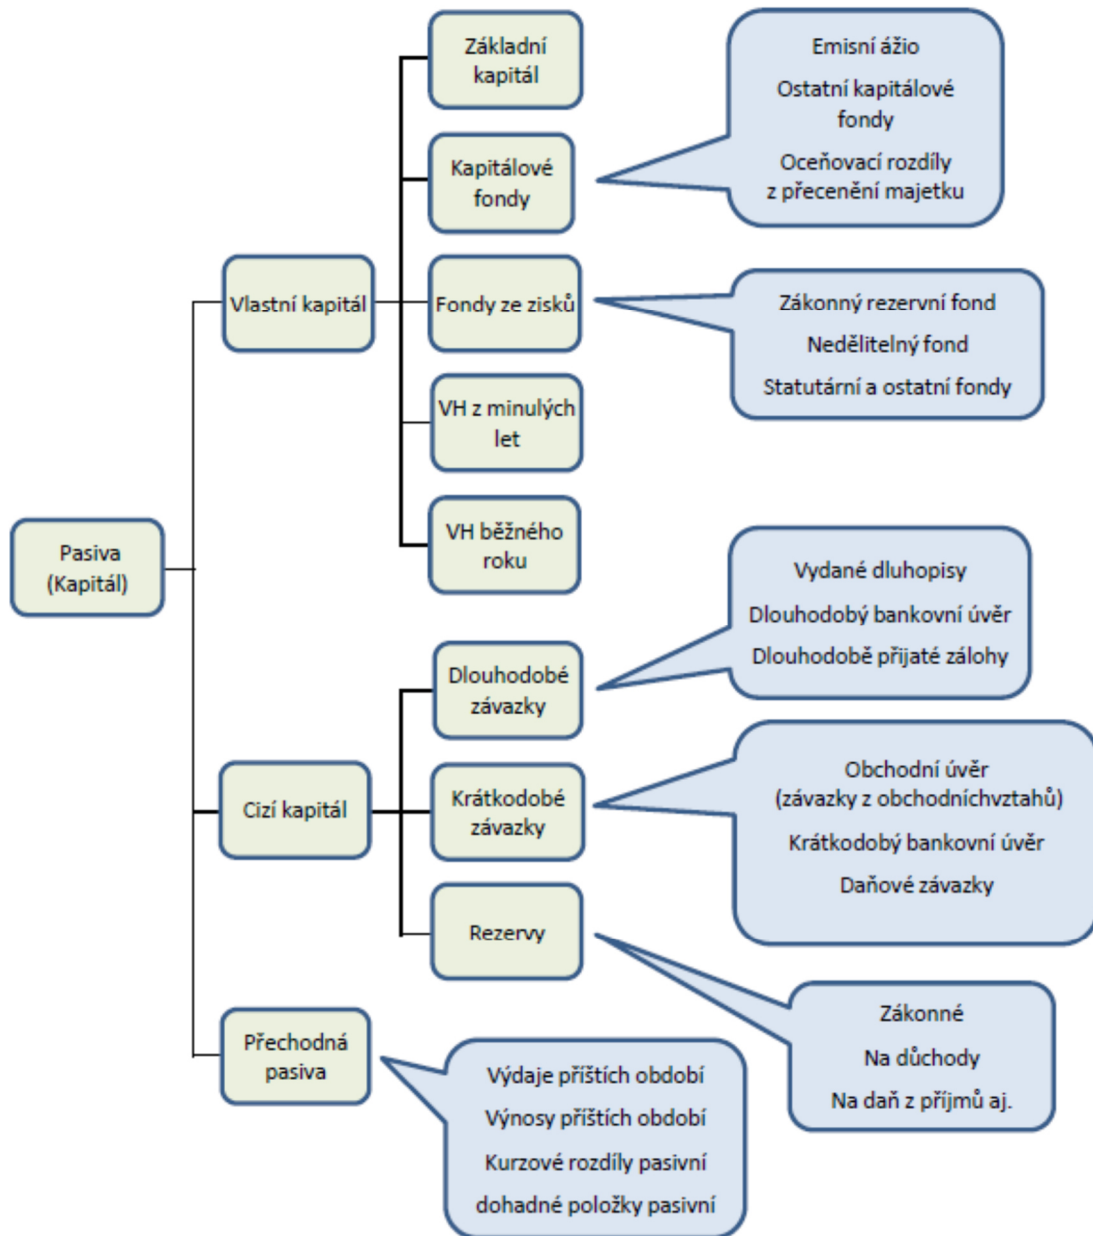 Základní
kapitál
Emisní ážio
Ostatní kapitálové
fondy
Oceňovací rozdíly
z přecenění majetku
Kapitálové
fondy
Vlastní kapitál
Fondy ze zisků
Zákonný rezervní fond
Nedělitelný fond
Statutární a ostatní fondy
VH z minulých
let
VH běžného
roku
Pasiva
(Kapitál)
Vydané dluhopisy
Dlouhodobý bankovní úvěr
Dlouhodobě přijaté zálohy
Dlouhodobé
závazky
Cizí kapitál
Krátkodobé
závazky
Obchodní úvěr
(závazky z obchodníchvztahů)
Krátkodobý bankovní úvěr
Daňové závazky
Rezervy
Zákonné
Na důchody
Na daň z příjmů aj.
Přechodná
pasiva
Výdaje příštích období
Výnosy příštích období
Kurzové rozdíly pasivní
dohadné položky pasivní